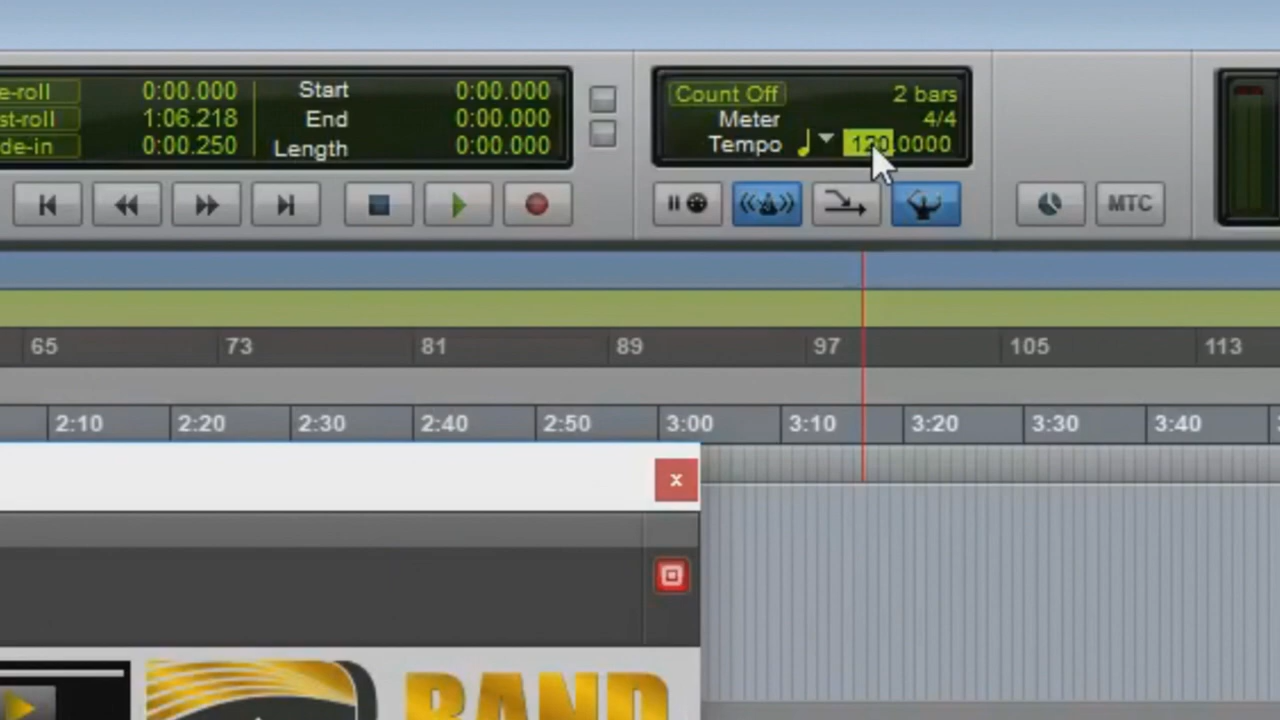 e-roll 0:00.000 Start 0:00.000
st-roll 1:06.218 End 0:00.000
de-in 0:00.250 Length 0:00.000
Count Off 2 bars
Meter 4/4
Tempo 120.0000
MTC
65 73 81 89 97 105 113
2:10 2:20 2:30 2:40 2:50 3:00 3:10 3:20 3:30 3:40
x
BAND